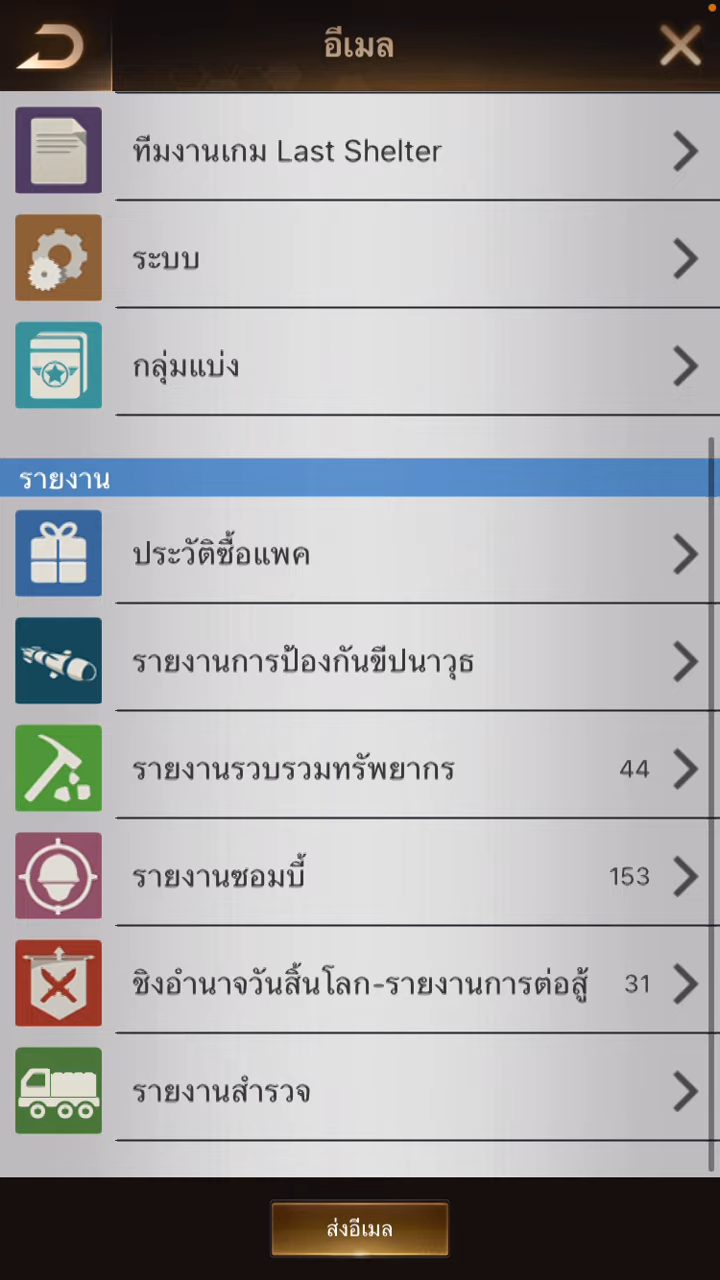 อีเมล
ทีมงานเกม Last Shelter
ระบบ
กลุ่มแบ่ง
รายงาน
ประวัติซื้อแพค
รายงานการป้องกันขีปนาวุธ
รายงานรวบรวมทรัพยากร 44
รายงานซอมบี้ 153
ชิงอำนาจวันสิ้นโลก-รายงานการต่อสู้ 31
รายงานสำรวจ
ส่งอีเมล